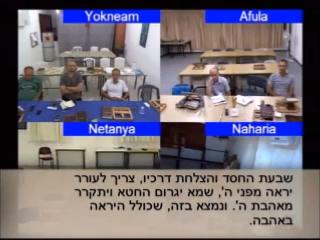 Yokneam
Afula
Netanya
Naharia
שבעת החסד והצלחת דרכיו, צריך לעורר
יראה מפני ה', שמא יגרום החטא ויתקרר
מאהבת ה'. ונמצא בזה, שכולל היראה
באהבה.